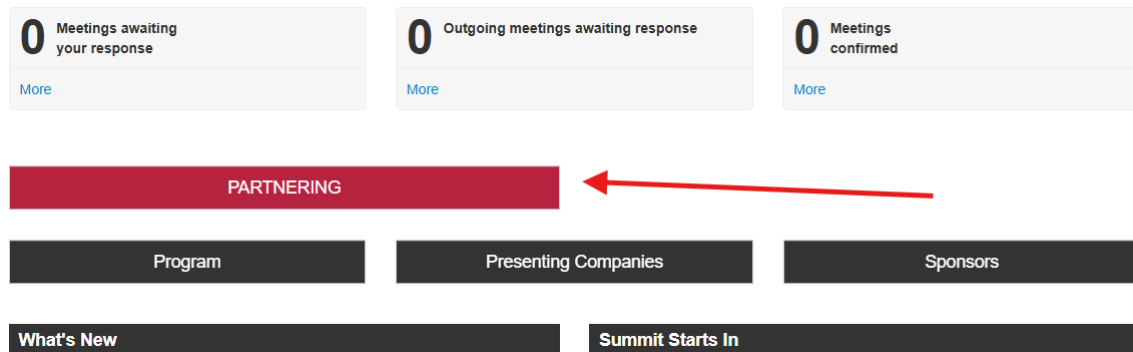 0 Meetings awaiting
your response
More
0 Outgoing meetings awaiting response
More
0 Meetings
confirmed
More
PARTNERING
Program
Presenting Companies
Sponsors
What's New
Summit Starts In